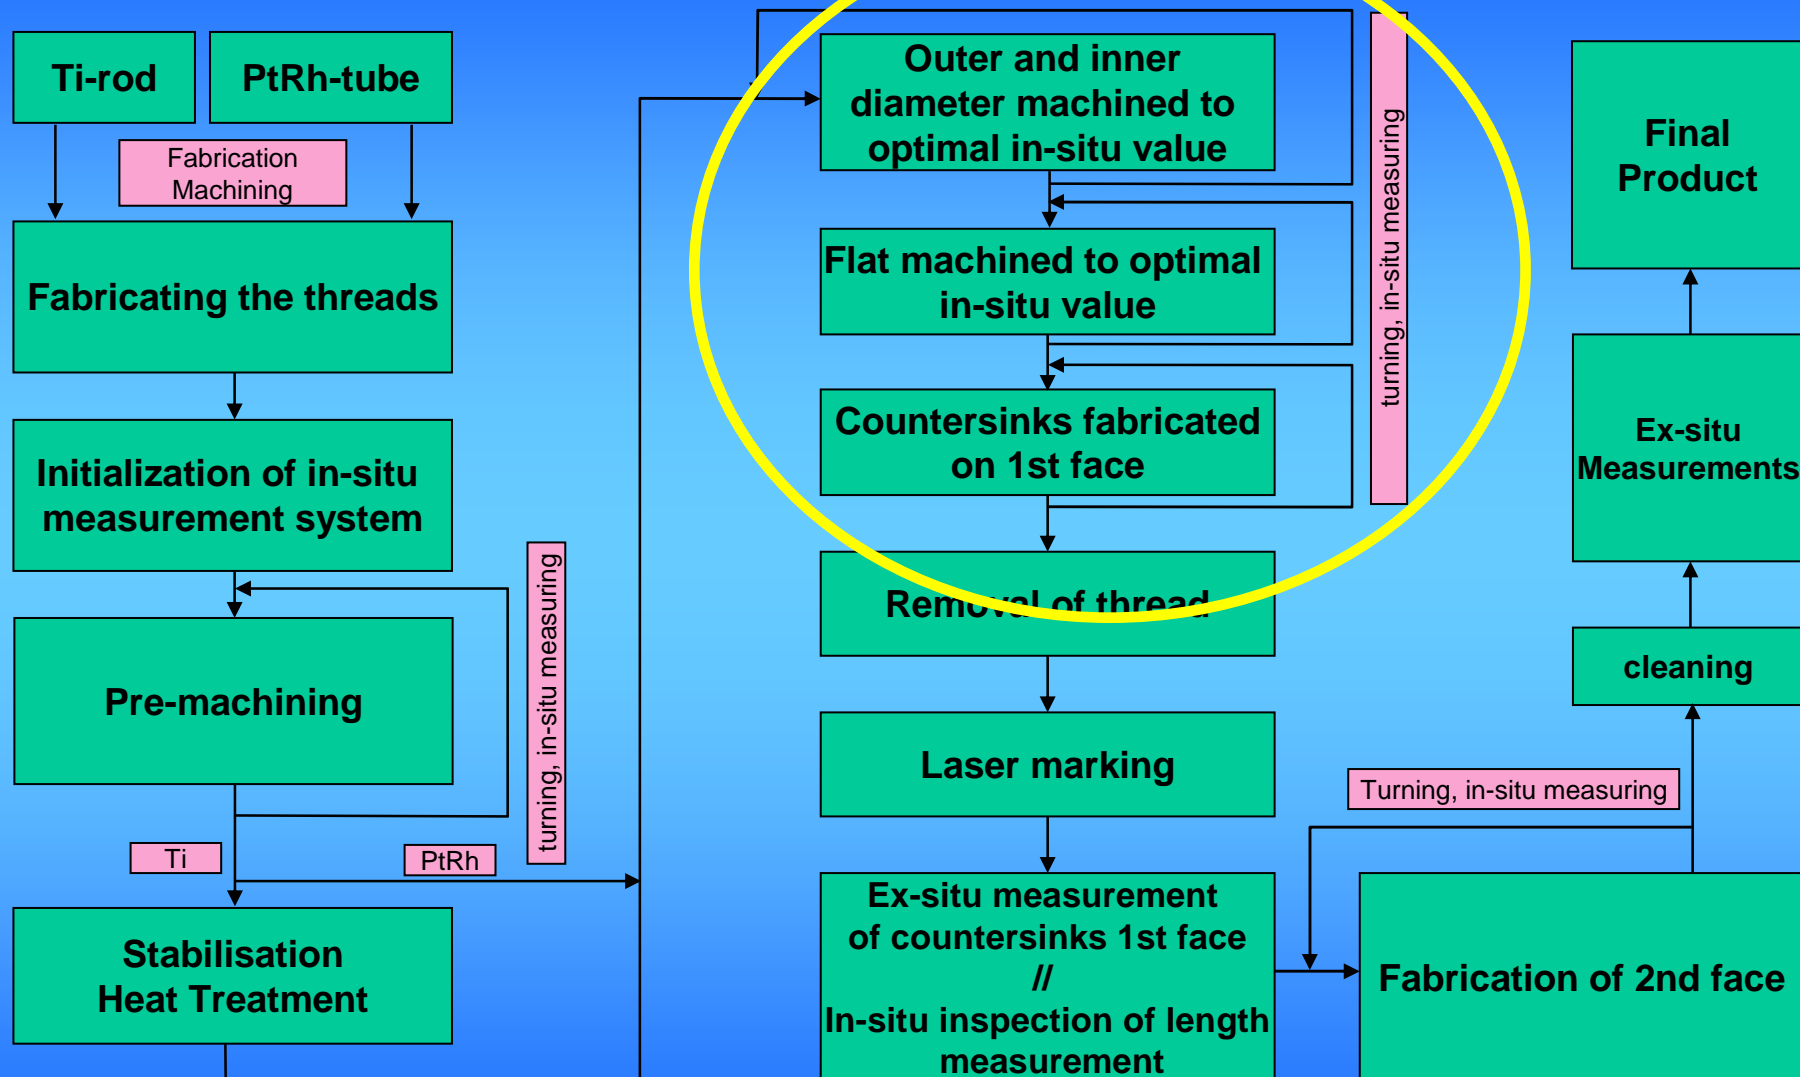 Ti-rod
PtRh-tube
Fabrication
Machining
Fabricating the threads
Initialization of in-situ
measurement system
Pre-machining
turning, in-situ measuring
Ti
PtRh
Stabilisation
Heat Treatment
Outer and inner
diameter machined to
optimal in-situ value
Flat machined to optimal
in-situ value
Countersinks fabricated
on 1st face
turning, in-situ measuring
Removal of thread
Laser marking
Ex-situ measurement
of countersinks 1st face
//
In-situ inspection of length
measurement
Turning, in-situ measuring
Fabrication of 2nd face
cleaning
Ex-situ
Measurements
Final
Product